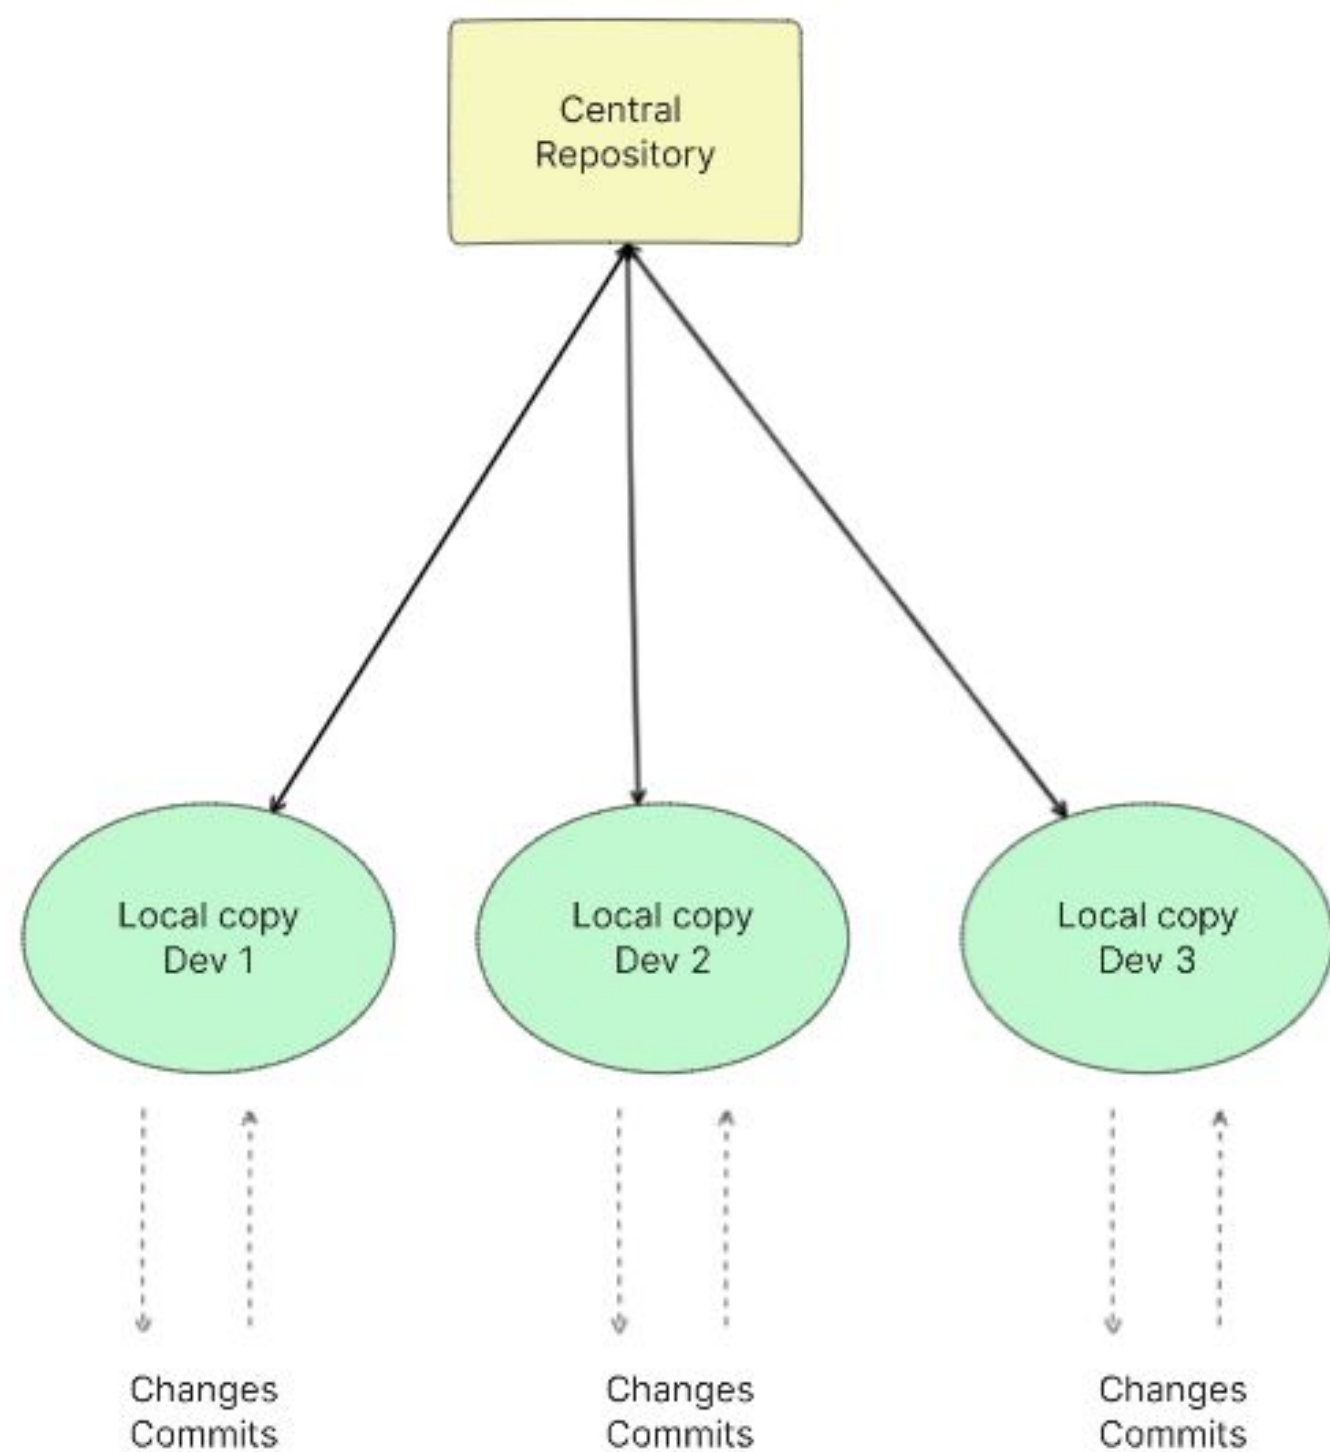 Central
Repository
Local copy
Dev 1
Local copy
Dev 2
Local copy
Dev 3
Changes
Commits
Changes
Commits
Changes
Commits